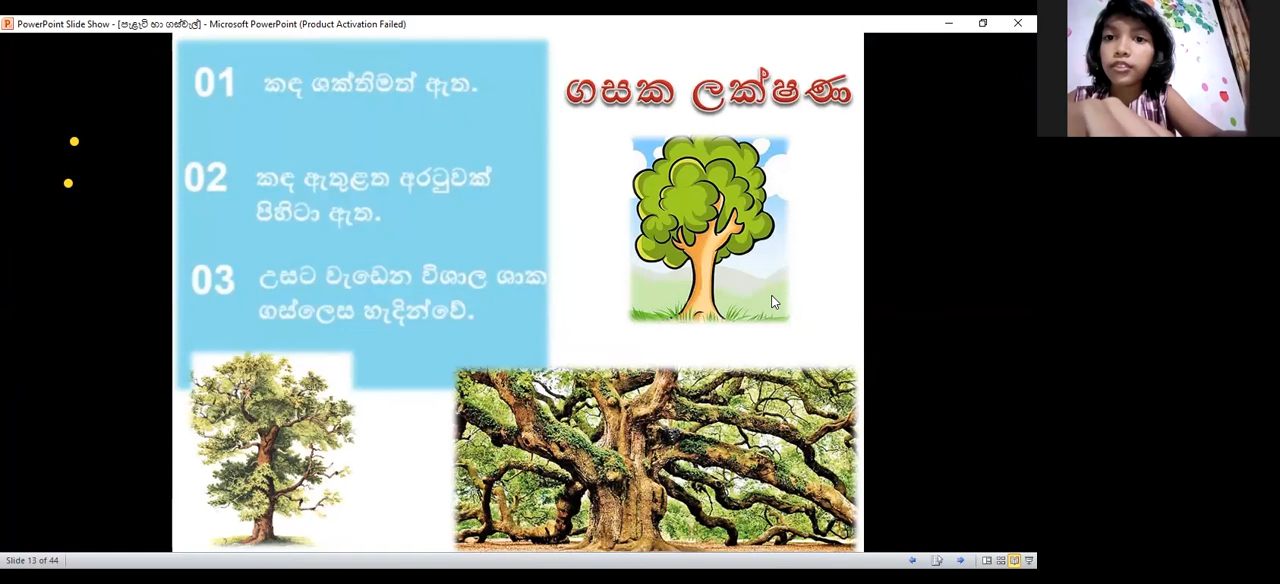 PowerPoint Slide Show - [පැළෑටි හා ගස්වැල්] - Microsoft PowerPoint (Product Activation Failed)
ගසක ලක්ෂණ
01 කඳ ශක්තිමත් ඇත.
02 කඳ ඇතුළත අරටුවක්
පිහිටා ඇත.
03 උසට වැඩෙන විශාල ශාක
ගස්ලෙස හැදින්වේ.
Slide 13 of 44